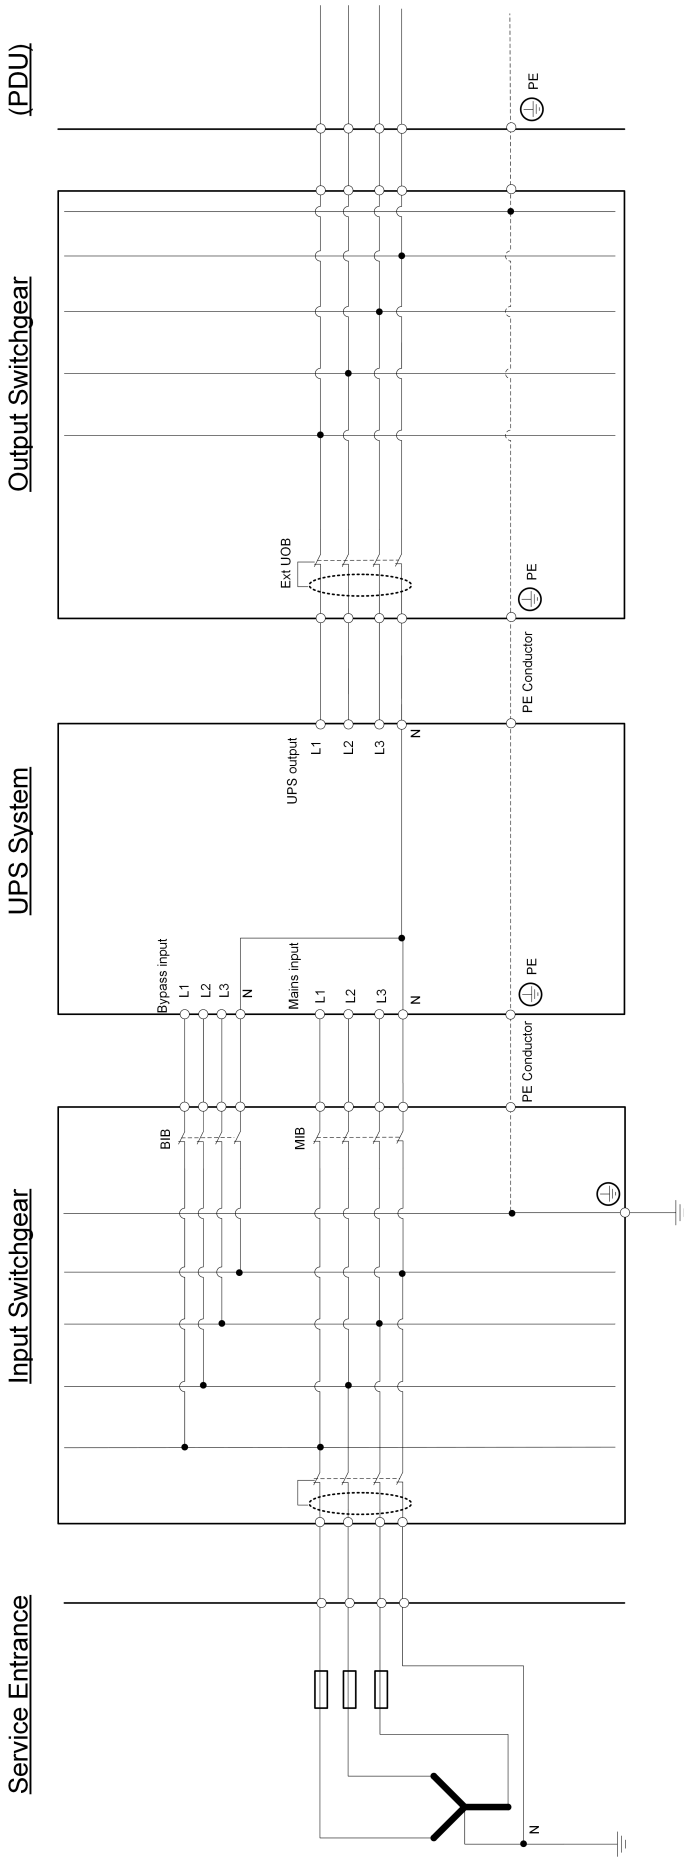 Service Entrance
N
Input Switchgear
BIB
MIB
PE Conductor
UPS System
Bypass input
L1
L2
L3
N
Mains input
L1
L2
L3
N
PE
UPS output
L1
L2
L3
N
PE Conductor
Output Switchgear
Ext UOB
PE
(PDU)
PE